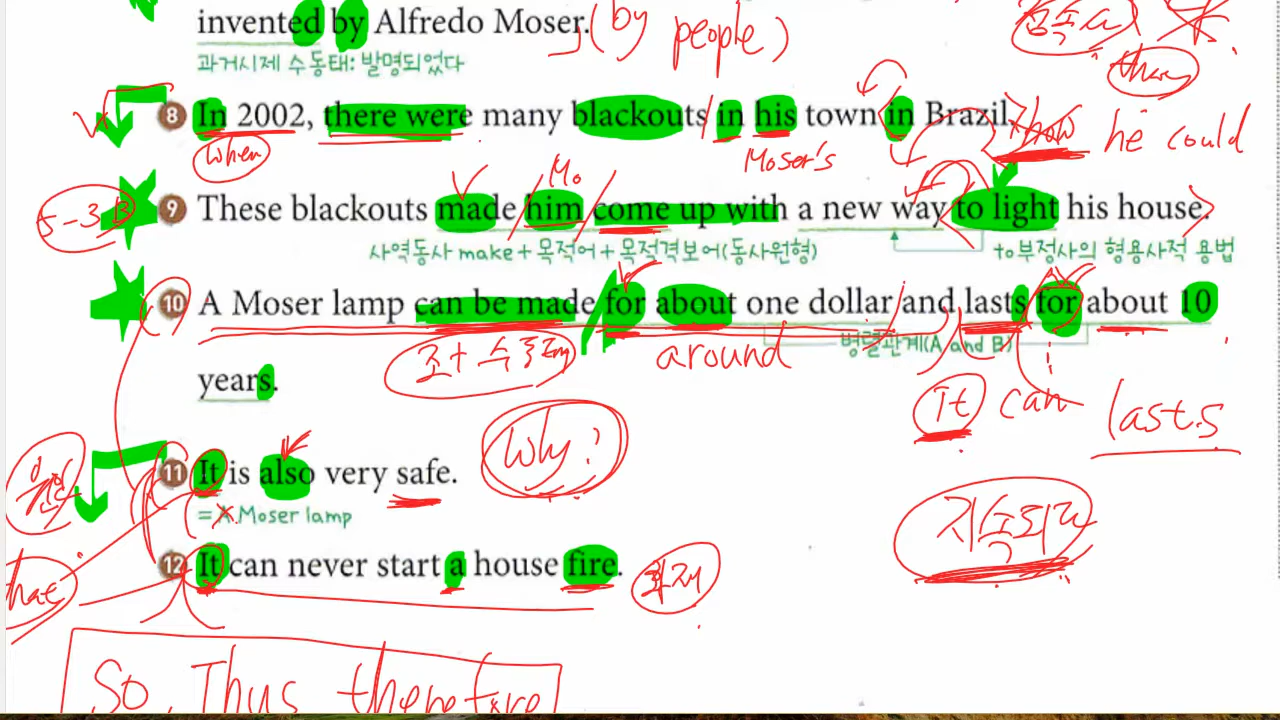 invented by Alfredo Moser. (by people)
과거시제 수동태: 발명되었다
than
8 In 2002, there were many blackouts in his town in Brazil. how he could
when
Moser's
Mo
5-3 B
9 These blackouts made him come up with a new way to light his house.
사역동사 make + 목적어 + 목적격보어(동사원형)
to부정사의 형용사적 용법
10 A Moser lamp can be made for about one dollar and lasts for about 10
병렬관계(A and B)
조+수동태
around
years.
It can lasts
Why?
11 It is also very safe.
= A Moser lamp
지속되다
12 It can never start a house fire.
화재
So, Thus therefore